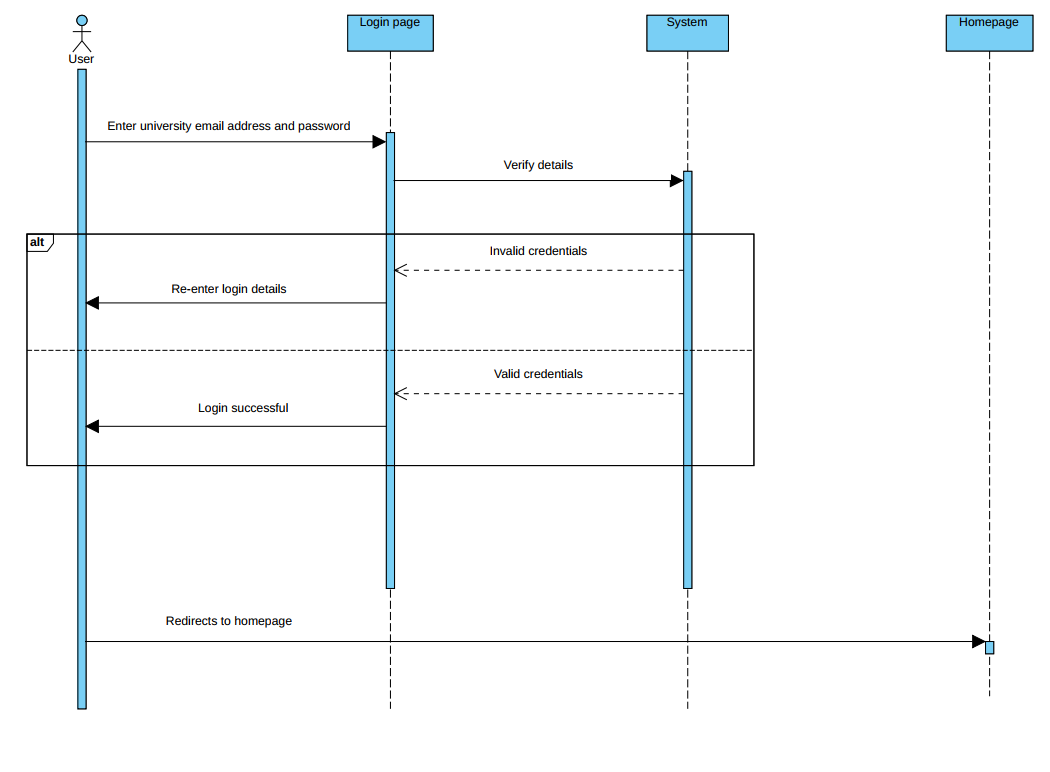 Login page
System
Homepage
User
Enter university email address and password
Verify details
alt
Invalid credentials
Re-enter login details
Valid credentials
Login successful
Redirects to homepage